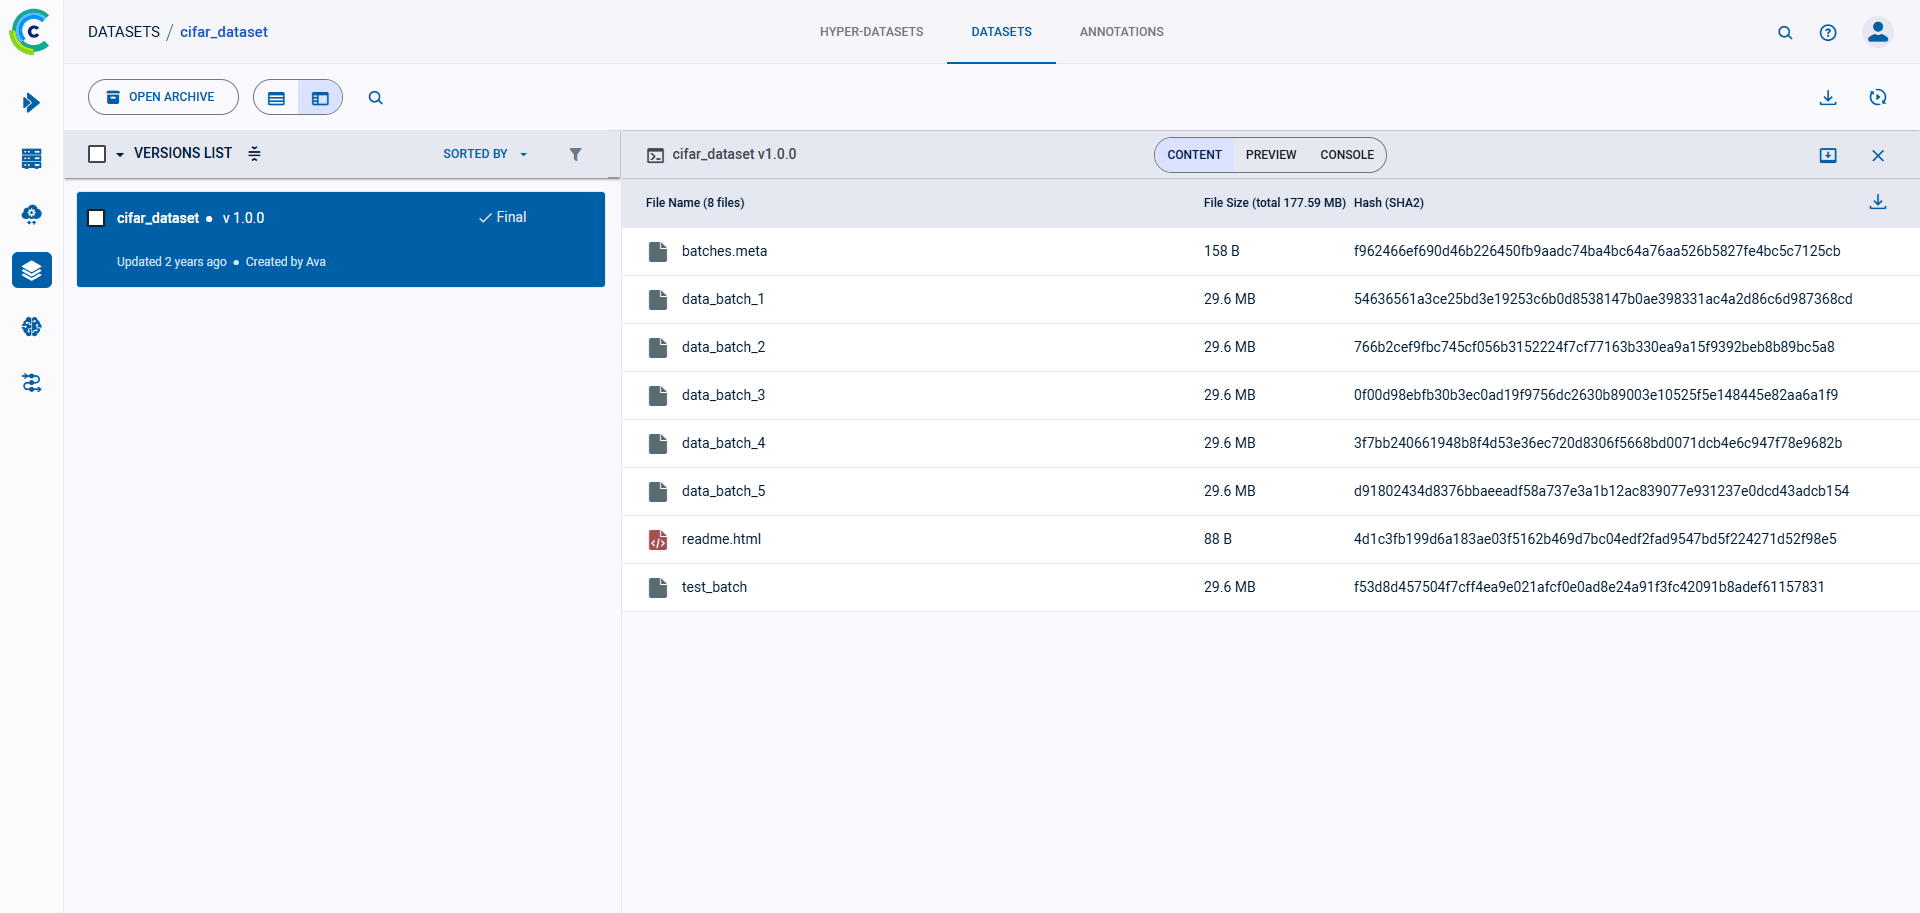 DATASETS / cifar_dataset
HYPER-DATASETS DATASETS ANNOTATIONS
OPEN ARCHIVE
VERSIONS LIST SORTED BY
cifar_dataset ● v 1.0.0 Final
Updated 2 years ago ● Created by Ava
cifar_dataset v1.0.0 CONTENT PREVIEW CONSOLE
File Name (8 files) File Size (total 177.59 MB) Hash (SHA2)
batches.meta 158 B f962466ef690d46b226450fb9aadc74ba4bc64a76aa526b5827fe4bc5c7125cb
data_batch_1 29.6 MB 54636561a3ce25bd3e19253c6b0d8538147b0ae398331ac4a2d86c6d987368cd
data_batch_2 29.6 MB 766b2cef9fbc745cf056b3152224f7cf77163b330ea9a15f9392beb8b89bc5a8
data_batch_3 29.6 MB 0f00d98ebfb30b3ec0ad19f9756dc2630b89003e10525f5e148445e82aa6a1f9
data_batch_4 29.6 MB 3f7bb240661948b8f4d53e36ec720d8306f5668bd0071dcb4e6c947f78e9682b
data_batch_5 29.6 MB d91802434d8376bbaeeadf58a737e3a1b12ac839077e931237e0dcd43adcb154
readme.html 88 B 4d1c3fb199d6a183ae03f5162b469d7bc04edf2fad9547bd5f224271d52f98e5
test_batch 29.6 MB f53d8d457504f7cff4ea9e021afcf0e0ad8e24a91f3fc42091b8adef61157831